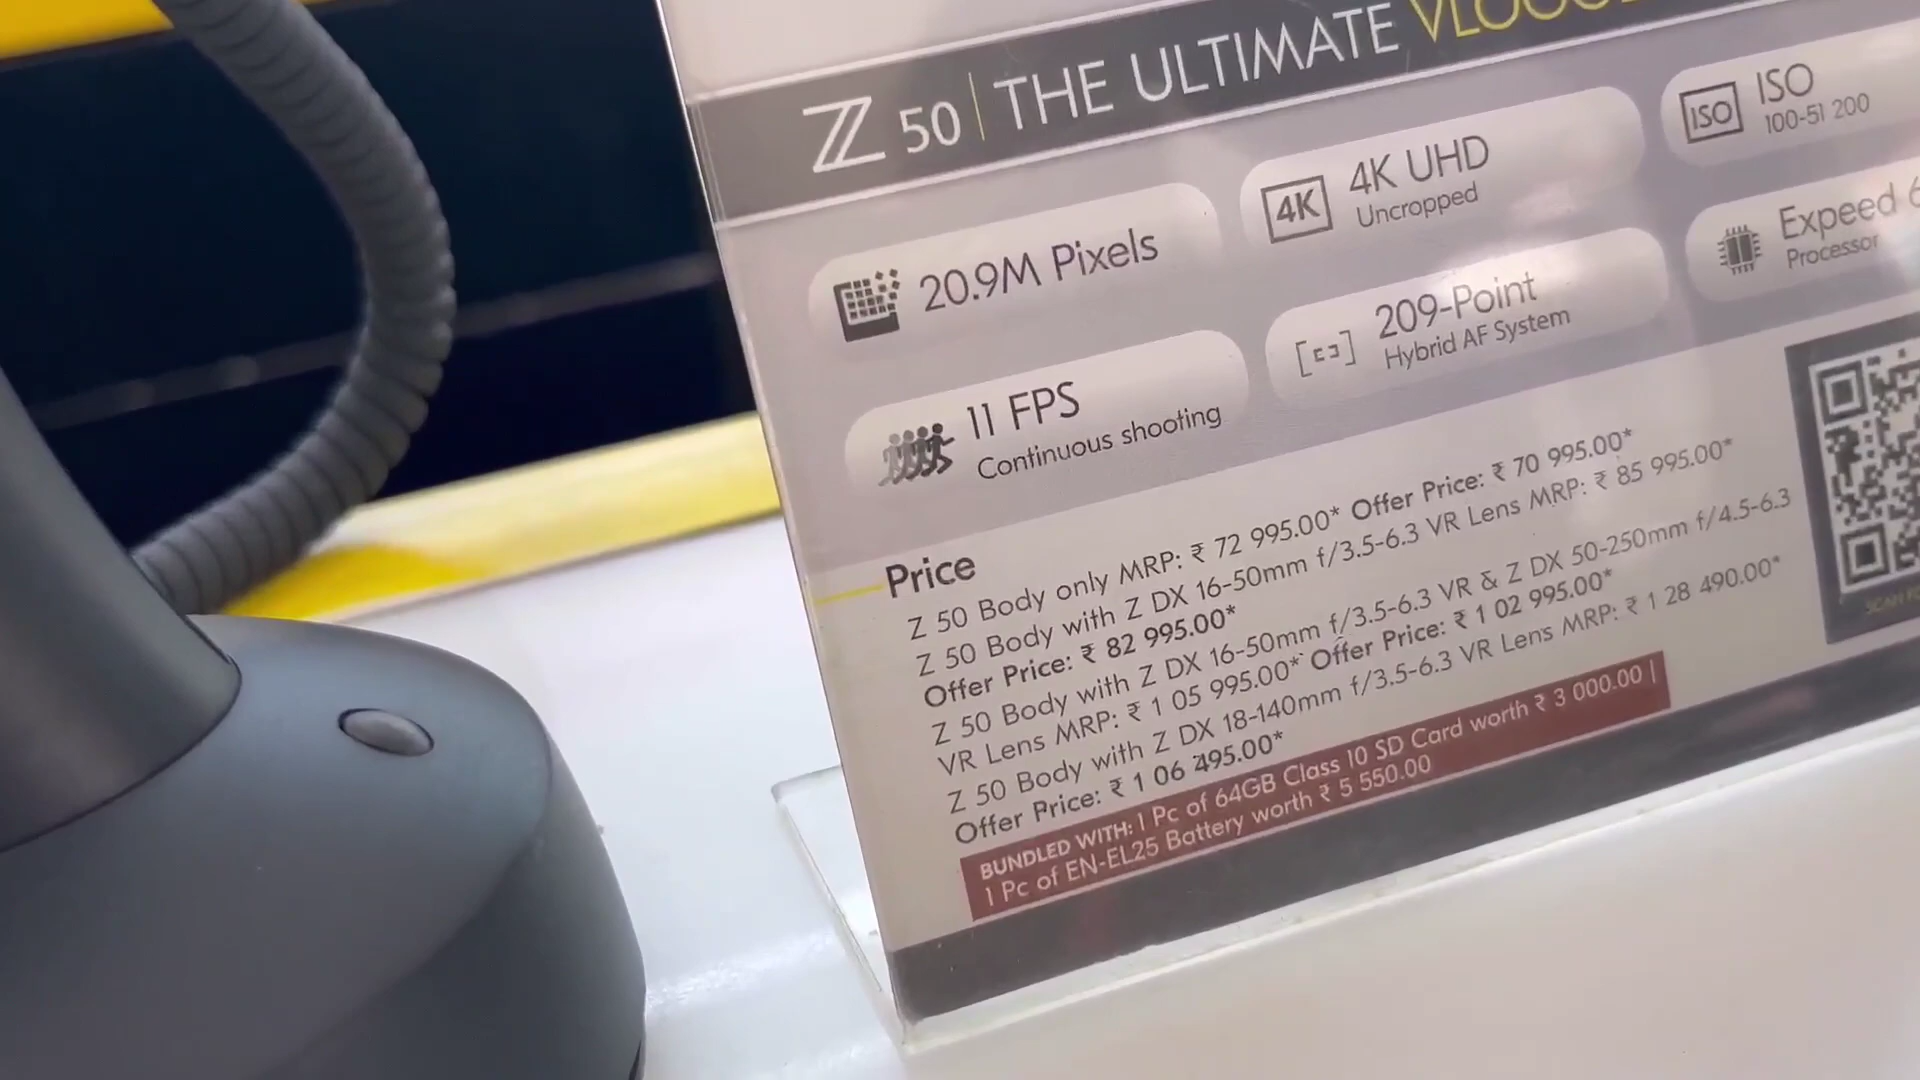 Z 50 | THE ULTIMATE
20.9M Pixels
4K
4K UHD
Uncropped
ISO
ISO
100-51 200
11 FPS
Continuous shooting
209-Point
Hybrid AF System
Expeed 6
Processor
Price
Z 50 Body only MRP: ₹ 72 995.00* Offer Price: ₹ 70 995.00*
Z 50 Body with Z DX 16-50mm f/3.5-6.3 VR Lens MRP: ₹ 85 995.00*
Offer Price: ₹ 82 995.00*
Z 50 Body with Z DX 16-50mm f/3.5-6.3 VR & Z DX 50-250mm f/4.5-6.3
VR Lens MRP: ₹ 1 05 995.00* Offer Price: ₹ 1 02 995.00*
Z 50 Body with Z DX 18-140mm f/3.5-6.3 VR Lens MRP: ₹ 1 28 490.00*
Offer Price: ₹ 1 06 495.00*
BUNDLED WITH: 1 Pc of 64GB Class 10 SD Card worth ₹ 3 000.00 |
1 Pc of EN-EL25 Battery worth ₹ 5 550.00
SCAN